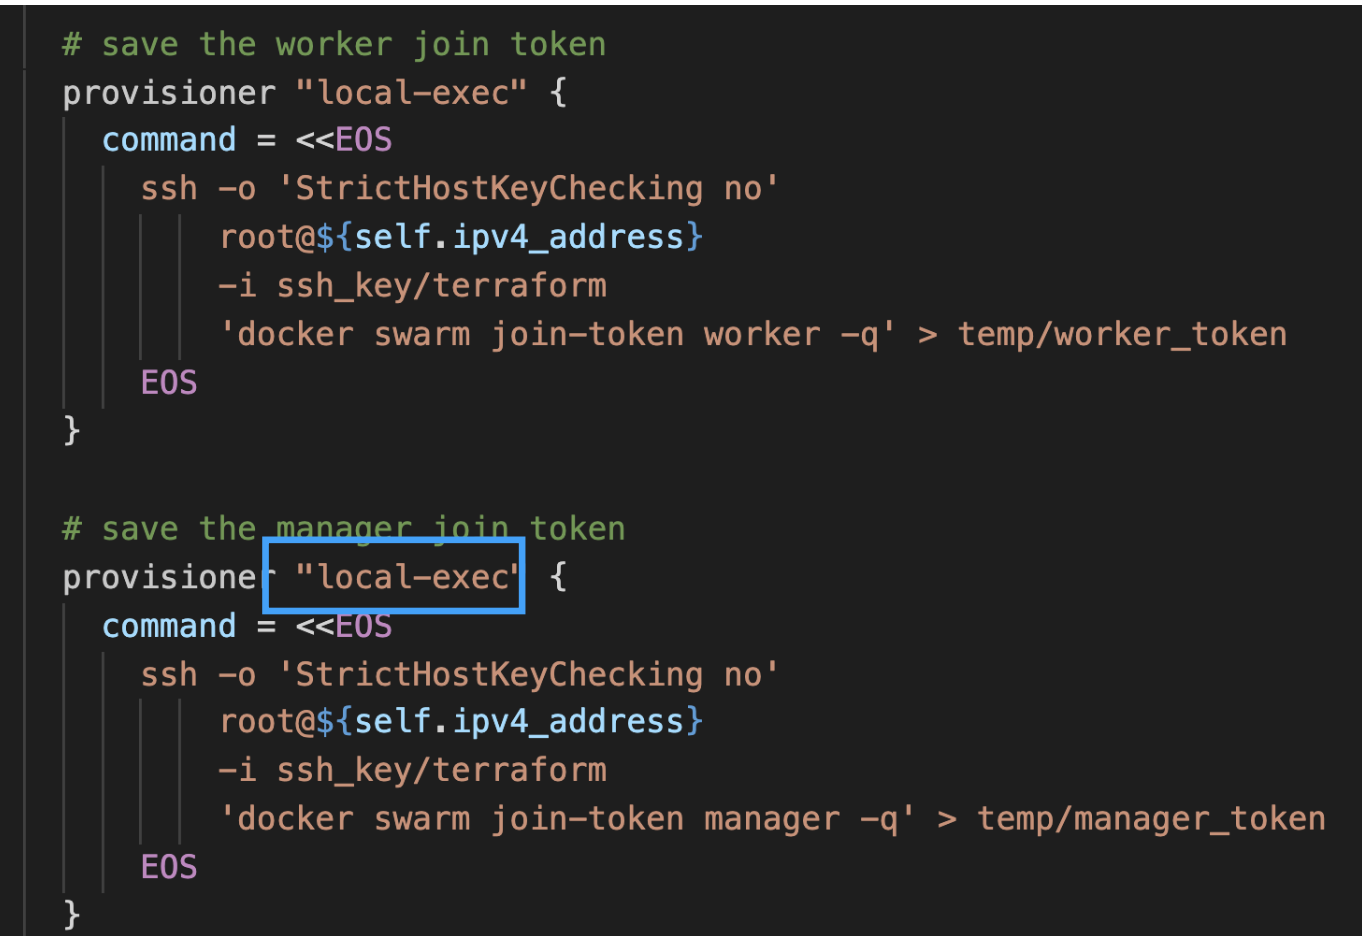 # save the worker join token
provisioner "local-exec" {
command = <<EOS
ssh -o 'StrictHostKeyChecking no'
root@${self.ipv4_address}
-i ssh_key/terraform
'docker swarm join-token worker -q' > temp/worker_token
EOS
}
# save the manager join token
provisioner "local-exec" {
command = <<EOS
ssh -o 'StrictHostKeyChecking no'
root@${self.ipv4_address}
-i ssh_key/terraform
'docker swarm join-token manager -q' > temp/manager_token
EOS
}